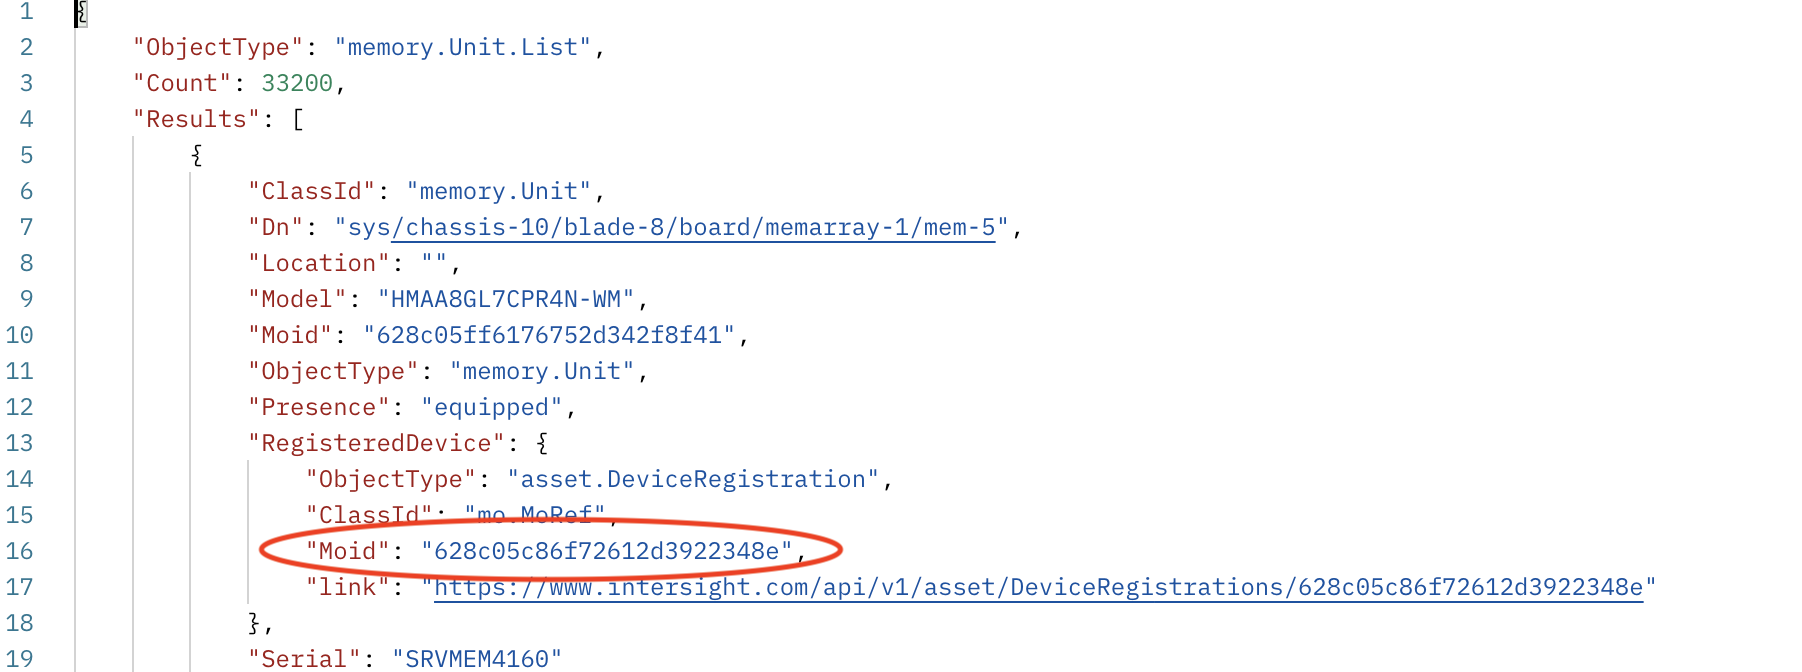 1 {
2 "ObjectType": "memory.Unit.List",
3 "Count": 33200,
4 "Results": [
5 {
6 "ClassId": "memory.Unit",
7 "Dn": "sys/chassis-10/blade-8/board/memarray-1/mem-5",
8 "Location": "",
9 "Model": "HMAA8GL7CPR4N-WM",
10 "Moid": "628c05ff6176752d342f8f41",
11 "ObjectType": "memory.Unit",
12 "Presence": "equipped",
13 "RegisteredDevice": {
14 "ObjectType": "asset.DeviceRegistration",
15 "ClassId": "mo.MoRef",
16 "Moid": "628c05c86f72612d3922348e",
17 "link": "https://www.intersight.com/api/v1/asset/DeviceRegistrations/628c05c86f72612d3922348e"
18 },
19 "Serial": "SRVMEM4160"